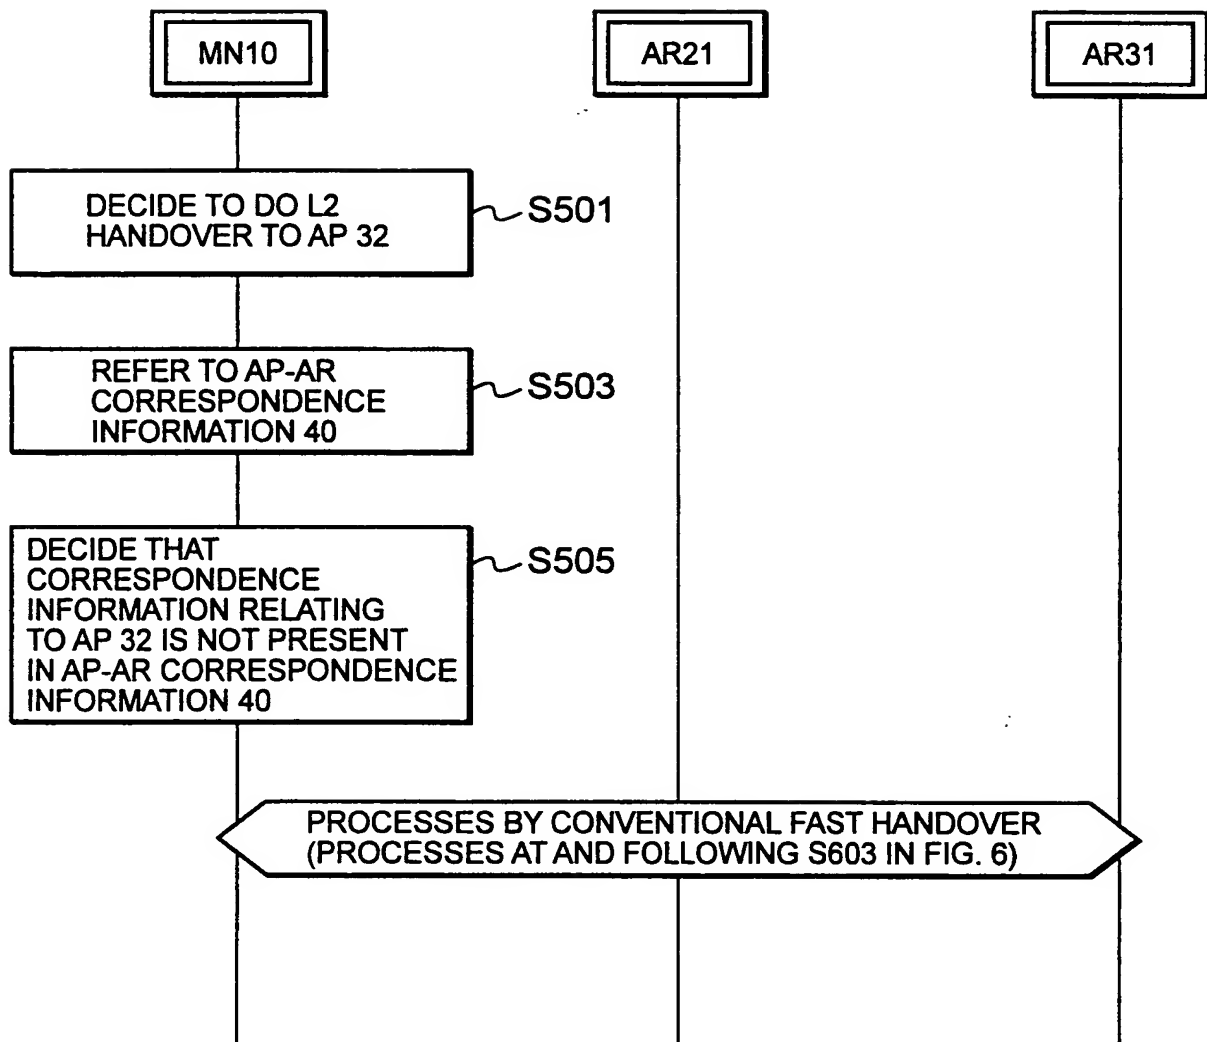 MN10
AR21
AR31
DECIDE TO DO L2
HANDOVER TO AP 32
S501
REFER TO AP-AR
CORRESPONDENCE
INFORMATION 40
S503
DECIDE THAT
CORRESPONDENCE
INFORMATION RELATING
TO AP 32 IS NOT PRESENT
IN AP-AR CORRESPONDENCE
INFORMATION 40
S505
PROCESSES BY CONVENTIONAL FAST HANDOVER
(PROCESSES AT AND FOLLOWING S603 IN FIG. 6)